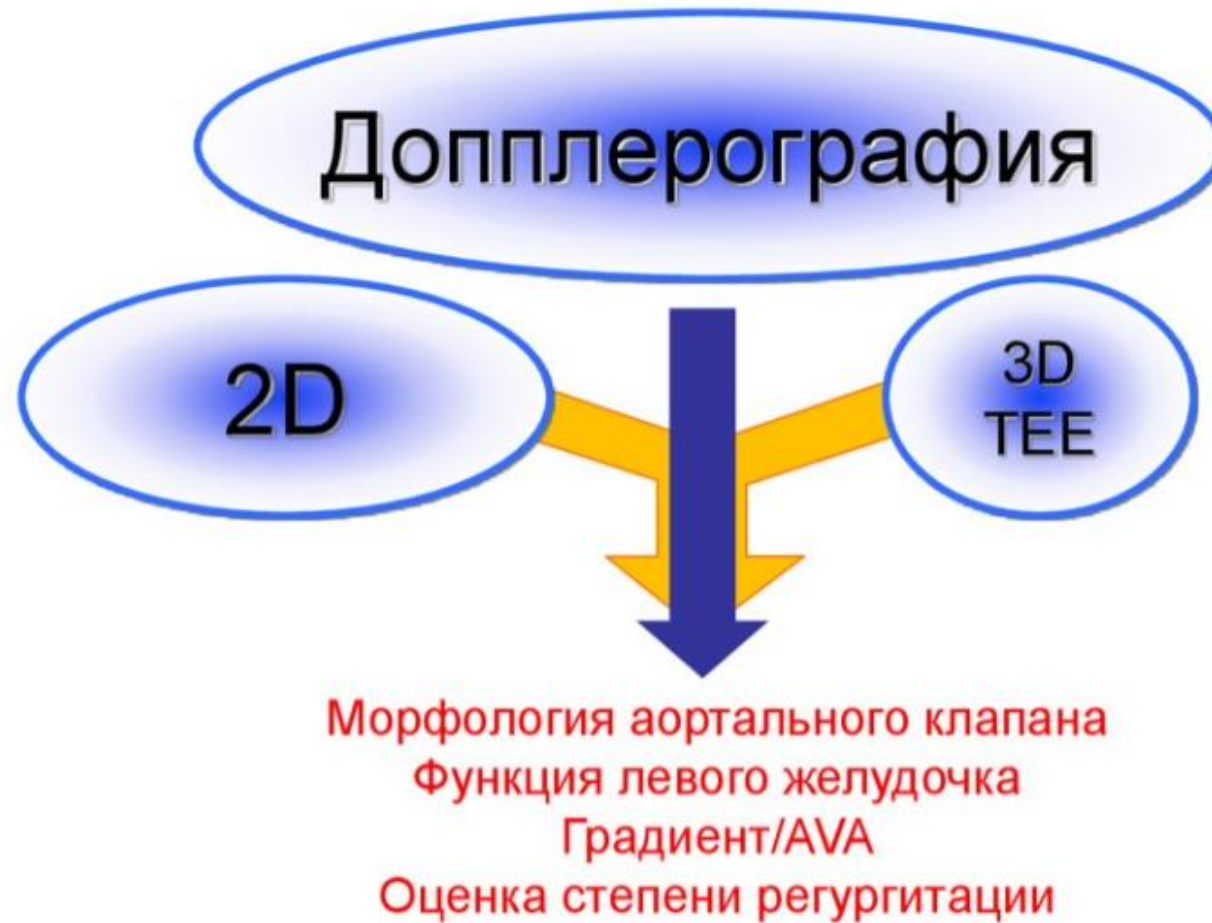 Допплерография
2D
3D
TEE
Морфология аортального клапана
Функция левого желудочка
Градиент/AVA
Оценка степени регургитации